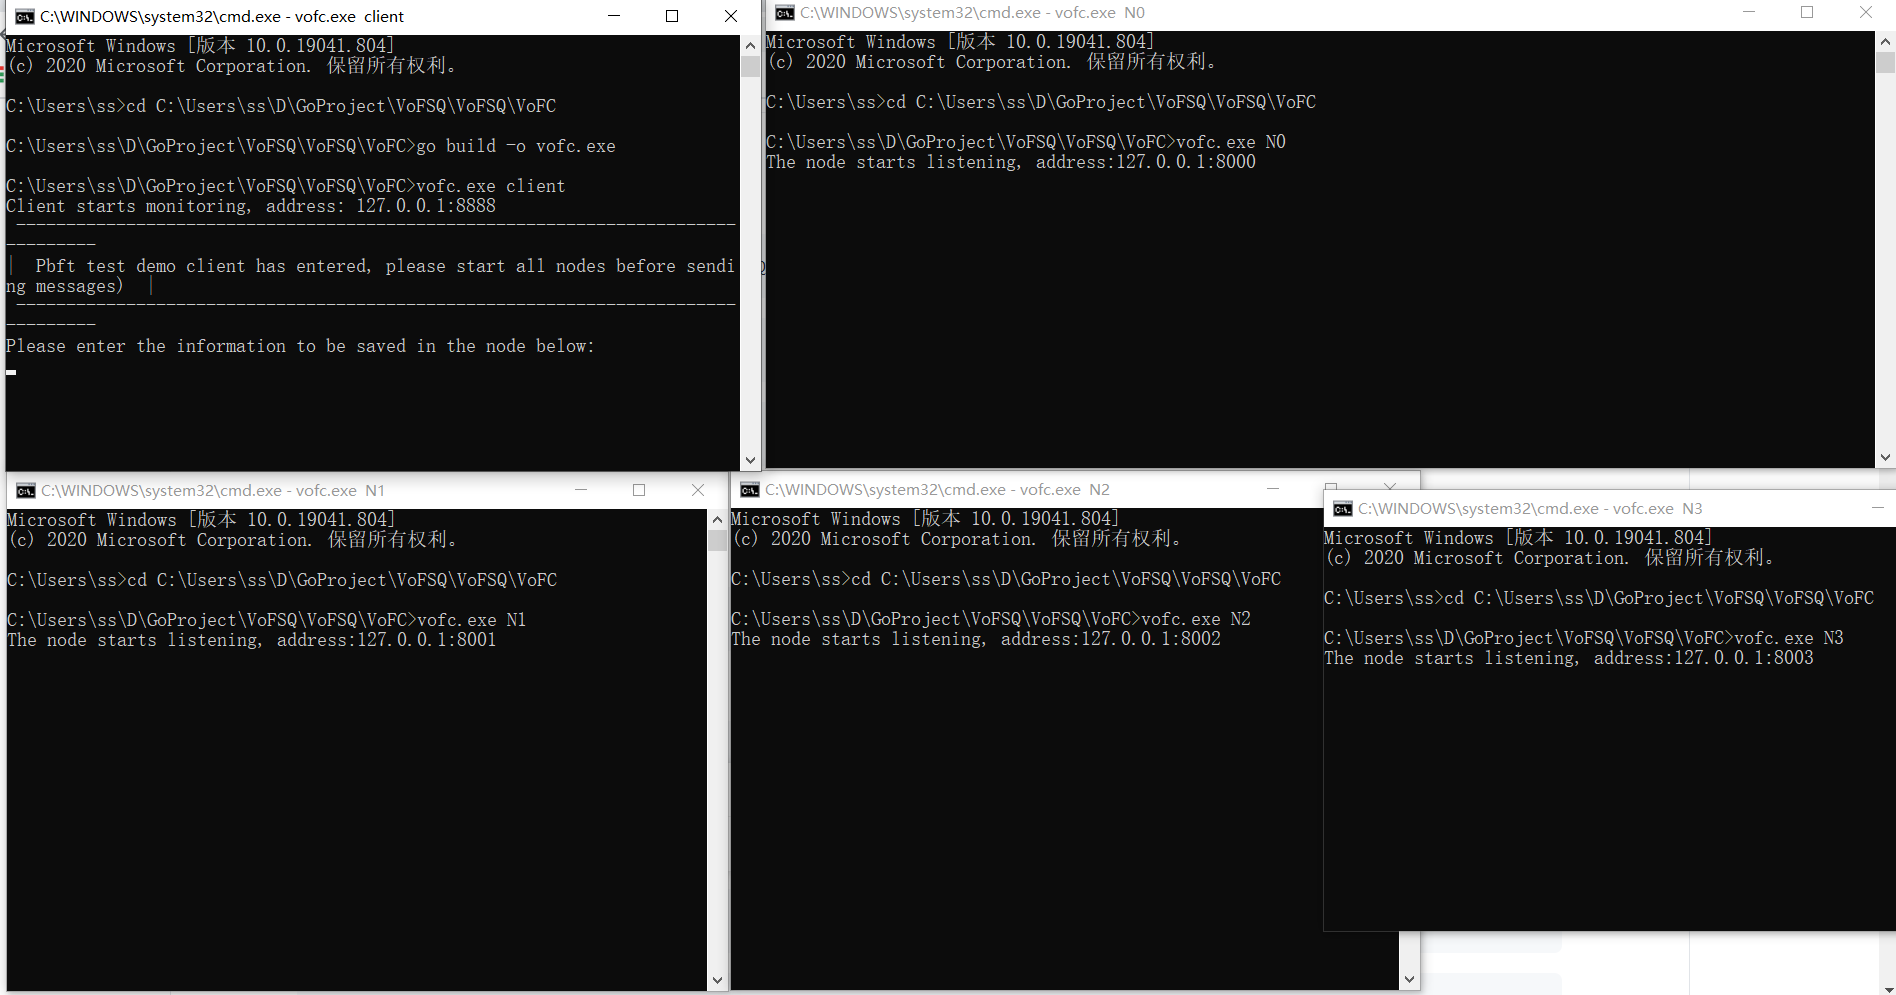 C:\WINDOWS\system32\cmd.exe - vofc.exe  client
Microsoft Windows [版本 10.0.19041.804]
(c) 2020 Microsoft Corporation. 保留所有权利。
C:\Users\ss>cd C:\Users\ss\D\GoProject\VoFSQ\VoFSQ\VoFC
C:\Users\ss\D\GoProject\VoFSQ\VoFSQ\VoFC>go build -o vofc.exe
C:\Users\ss\D\GoProject\VoFSQ\VoFSQ\VoFC>vofc.exe client
Client starts monitoring, address: 127.0.0.1:8888
------------------------------------------------------------------------
---------
|  Pbft test demo client has entered, please start all nodes before sendi
ng messages)  |
------------------------------------------------------------------------
---------
Please enter the information to be saved in the node below:
C:\WINDOWS\system32\cmd.exe - vofc.exe  N0
Microsoft Windows [版本 10.0.19041.804]
(c) 2020 Microsoft Corporation. 保留所有权利。
C:\Users\ss>cd C:\Users\ss\D\GoProject\VoFSQ\VoFSQ\VoFC
C:\Users\ss\D\GoProject\VoFSQ\VoFSQ\VoFC>vofc.exe N0
The node starts listening, address:127.0.0.1:8000
C:\WINDOWS\system32\cmd.exe - vofc.exe  N1
Microsoft Windows [版本 10.0.19041.804]
(c) 2020 Microsoft Corporation. 保留所有权利。
C:\Users\ss>cd C:\Users\ss\D\GoProject\VoFSQ\VoFSQ\VoFC
C:\Users\ss\D\GoProject\VoFSQ\VoFSQ\VoFC>vofc.exe N1
The node starts listening, address:127.0.0.1:8001
C:\WINDOWS\system32\cmd.exe - vofc.exe  N2
Microsoft Windows [版本 10.0.19041.804]
(c) 2020 Microsoft Corporation. 保留所有权利。
C:\Users\ss>cd C:\Users\ss\D\GoProject\VoFSQ\VoFSQ\VoFC
C:\Users\ss\D\GoProject\VoFSQ\VoFSQ\VoFC>vofc.exe N2
The node starts listening, address:127.0.0.1:8002
C:\WINDOWS\system32\cmd.exe - vofc.exe  N3
Microsoft Windows [版本 10.0.19041.804]
(c) 2020 Microsoft Corporation. 保留所有权利。
C:\Users\ss>cd C:\Users\ss\D\GoProject\VoFSQ\VoFSQ\VoFC
C:\Users\ss\D\GoProject\VoFSQ\VoFSQ\VoFC>vofc.exe N3
The node starts listening, address:127.0.0.1:8003